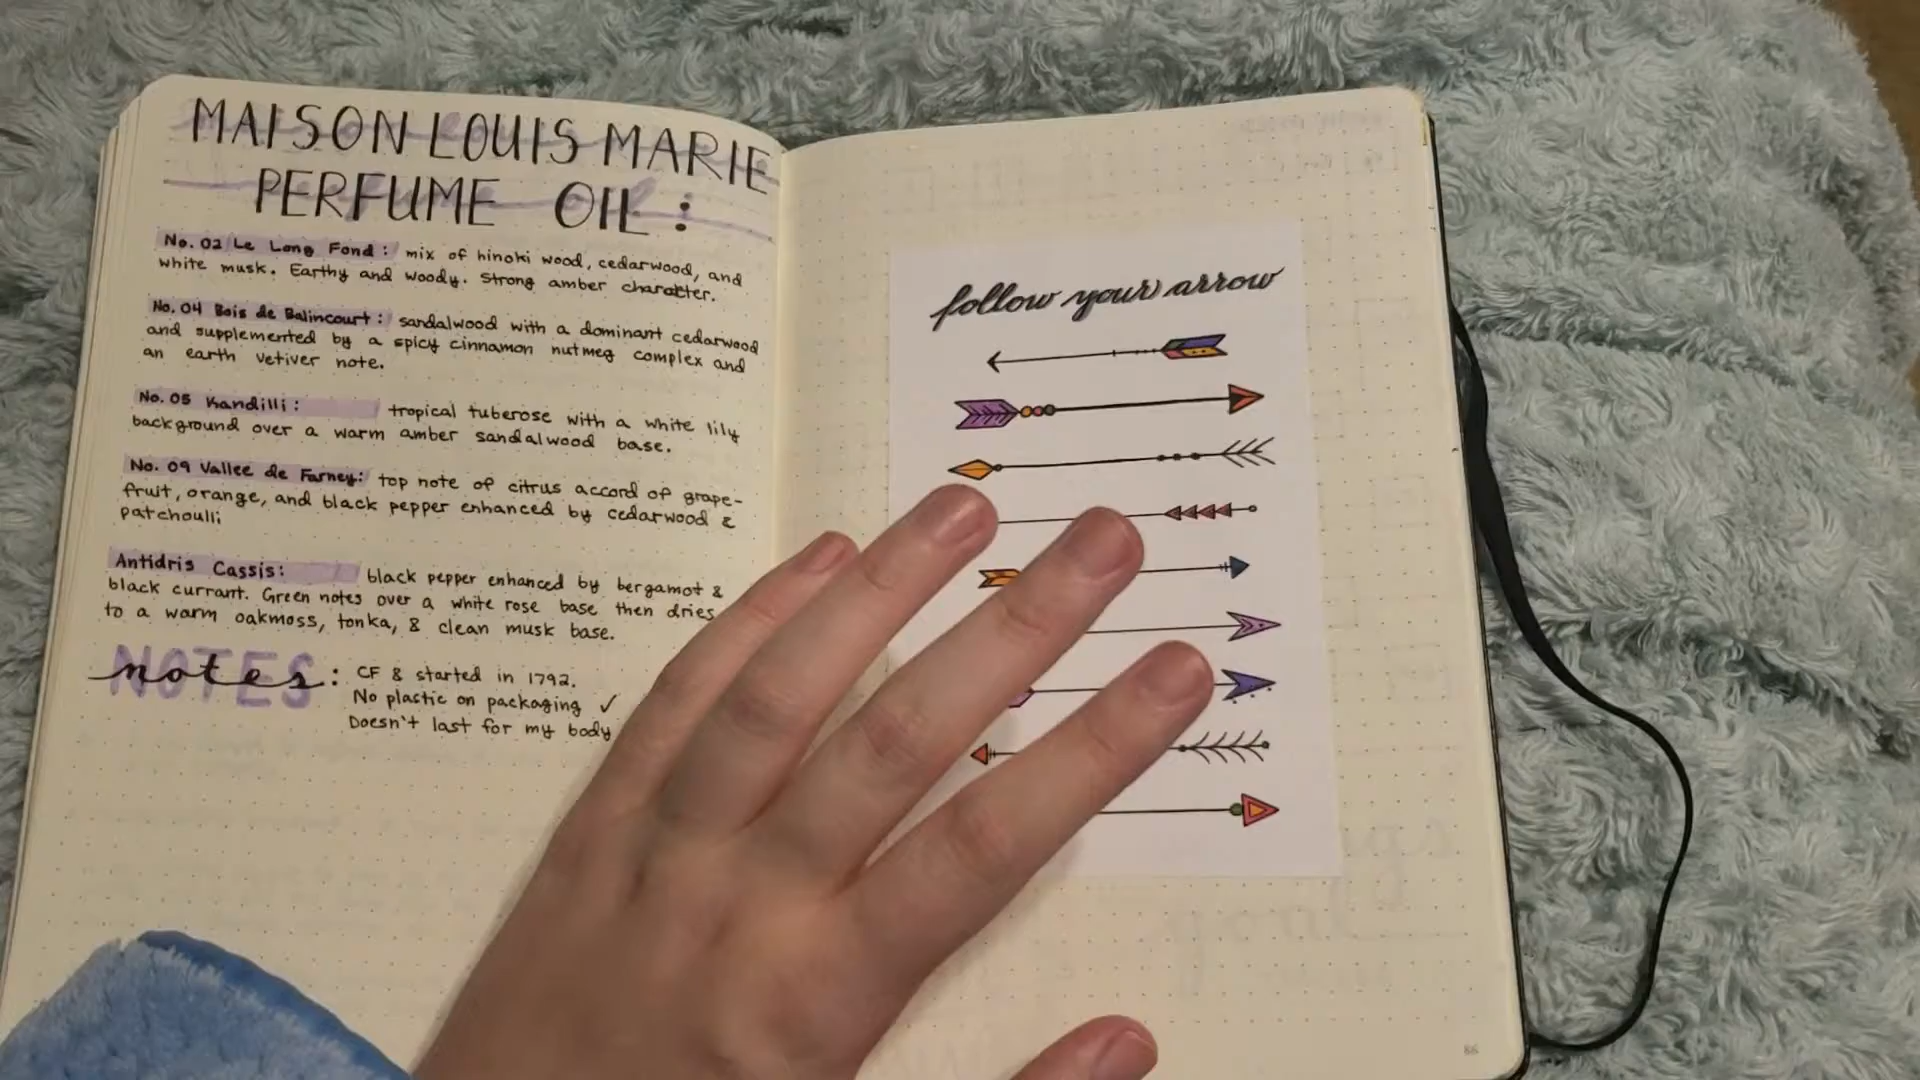 MAISON LOUIS MARIE
PERFUME OIL:
No. 02 Le Long Fond: mix of hinoki wood, cedarwood, and
white musk. Earthy and woody. Strong amber character.
No. 04 Bois de Balincourt: sandalwood with a dominant cedarwood
and supplemented by a spicy cinnamon nutmeg complex and
an earth vetiver note.
No. 05 Kandilli: tropical tuberose with a white lily
background over a warm amber sandalwood base.
No. 09 Vallee de Farney: top note of citrus accord of grape-
fruit, orange, and black pepper enhanced by cedarwood &
patchoulli
Antidris Cassis: black pepper enhanced by bergamot &
black currant. Green notes over a white rose base then dries
to a warm oakmoss, tonka, & clean musk base.
NOTES
notes: CF & started in 1792.
No plastic on packaging ✓
Doesn't last for my body
follow your arrow
86